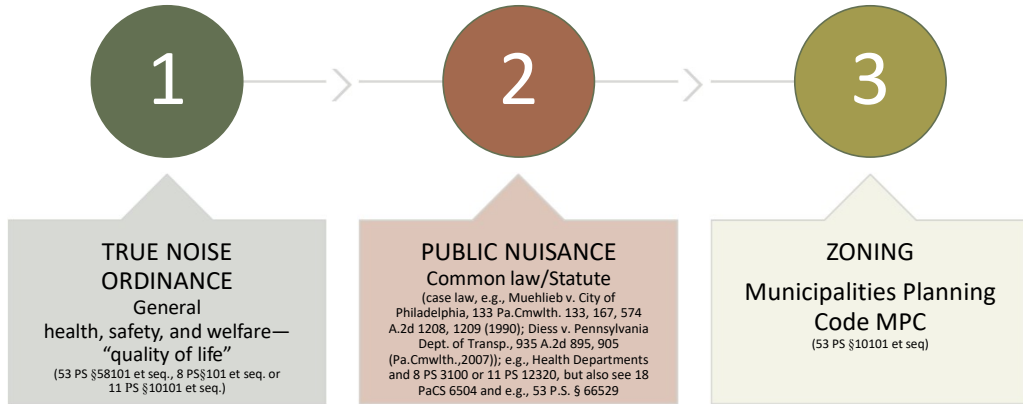 1
2
3
TRUE NOISE
ORDINANCE
General
health, safety, and welfare—
“quality of life”
(53 PS §58101 et seq., 8 PS§101 et seq. or
11 PS §10101 et seq.)
PUBLIC NUISANCE
Common law/Statute
(case law, e.g., Muehlieb v. City of
Philadelphia, 133 Pa.Cmwlth. 133, 167, 574
A.2d 1208, 1209 (1990); Diess v. Pennsylvania
Dept. of Transp., 935 A.2d 895, 905
(Pa.Cmwlth.,2007)); e.g., Health Departments
and 8 PS 3100 or 11 PS 12320, but also see 18
PaCS 6504 and e.g., 53 P.S. § 66529
ZONING
Municipalities Planning
Code MPC
(53 PS §10101 et seq)